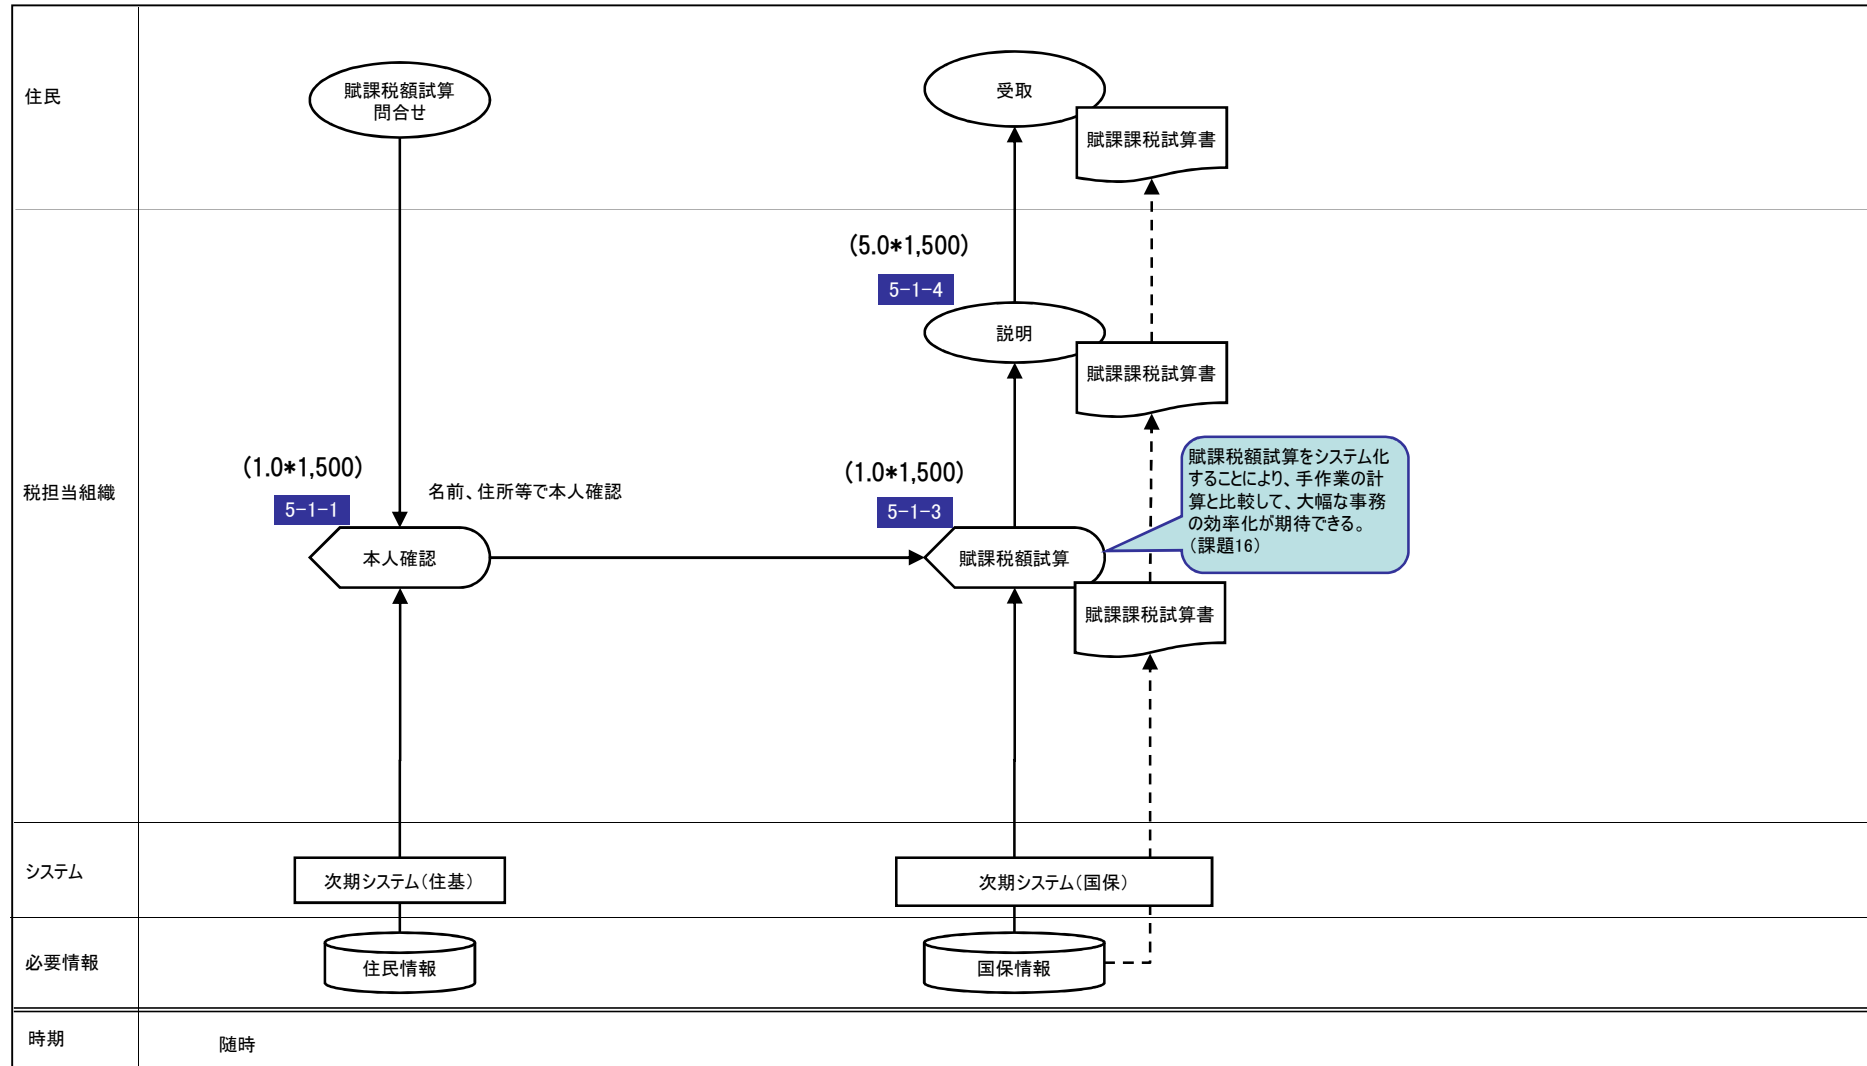 住民
賦課税額試算
問合せ
受取
賦課課税試算書
(5.0*1,500)
5-1-4
説明
賦課課税試算書
税担当組織
(1.0*1,500)
5-1-1
名前、住所等で本人確認
本人確認
(1.0*1,500)
5-1-3
賦課税額試算
賦課税額試算をシステム化
することにより、手作業の計
算と比較して、大幅な事務
の効率化が期待できる。
(課題16)
賦課課税試算書
システム
次期システム(住基)
次期システム(国保)
必要情報
住民情報
国保情報
時期
随時